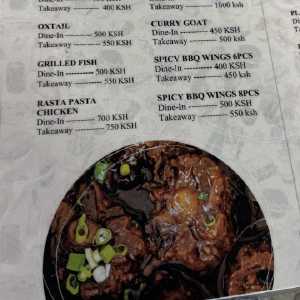 Takeaway ---------- 400 KSH
OXTAIL
Dine-In ---------- 500 KSH
Takeaway ---------- 550 KSH
GRILLED FISH
Dine-In ---------- 500 KSH
Takeaway ---------- 550 KSH
RASTA PASTA
CHICKEN
Dine-In ---------- 700 KSH
Takeaway ---------- 750 KSH
Takeaway ---------- 1000 ksh
CURRY GOAT
Dine-In ---------- 450 KSH
Takeaway ---------- 500 ksh
SPICY BBQ WINGS 6PCS
Dine-In ---------- 400 KSH
Takeaway ---------- 450 ksh
SPICY BBQ WINGS 8PCS
Dine-In ---------- 500 KSH
Takeaway ---------- 550 ksh